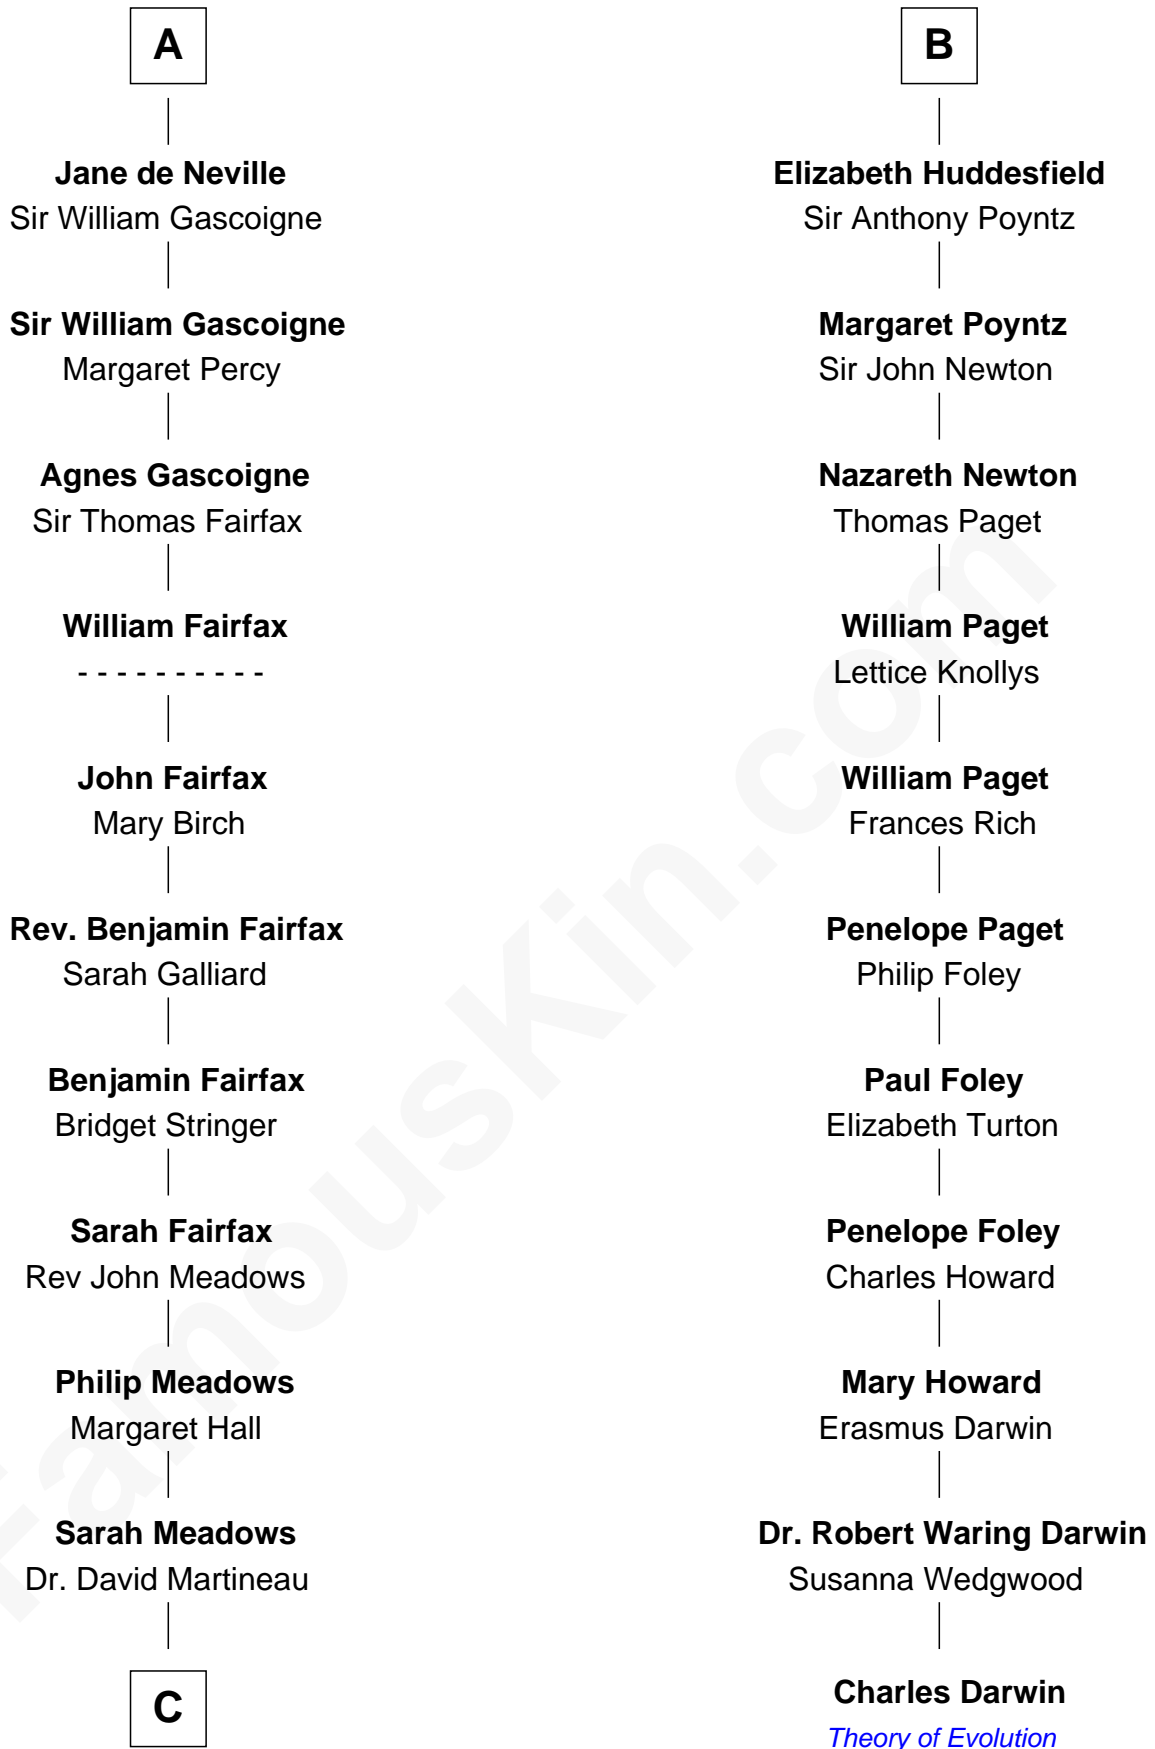 A
Jane de Neville
Sir William Gascoigne
Sir William Gascoigne
Margaret Percy
Agnes Gascoigne
Sir Thomas Fairfax
William Fairfax
- - - - - - - - - -
John Fairfax
Mary Birch
Rev. Benjamin Fairfax
Sarah Galliard
Benjamin Fairfax
Bridget Stringer
Sarah Fairfax
Rev John Meadows
Philip Meadows
Margaret Hall
Sarah Meadows
Dr. David Martineau
C
B
Elizabeth Huddesfield
Sir Anthony Poyntz
Margaret Poyntz
Sir John Newton
Nazareth Newton
Thomas Paget
William Paget
Lettice Knollys
William Paget
Frances Rich
Penelope Paget
Philip Foley
Paul Foley
Elizabeth Turton
Penelope Foley
Charles Howard
Mary Howard
Erasmus Darwin
Dr. Robert Waring Darwin
Susanna Wedgwood
Charles Darwin
Theory of Evolution
FamousKin.com